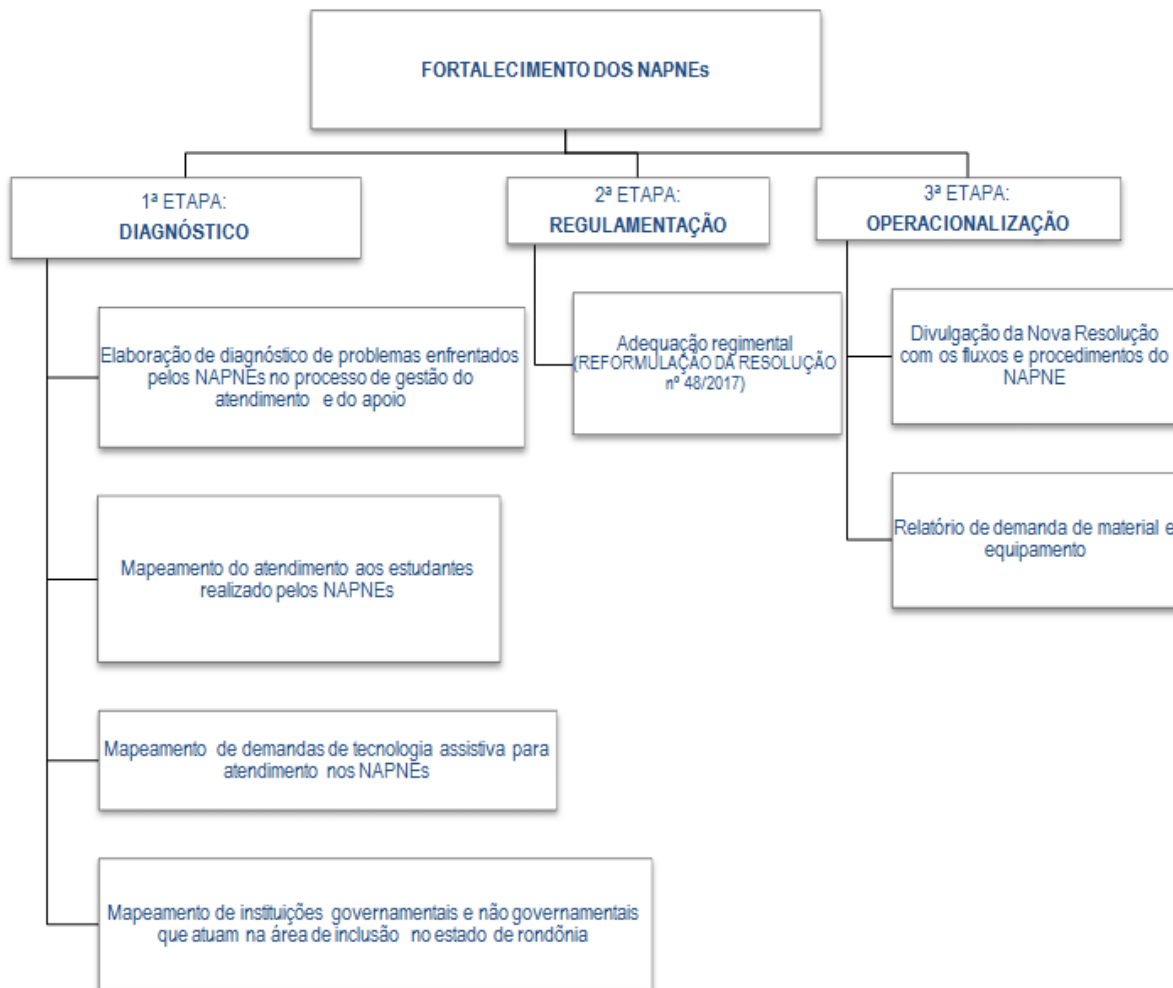 FORTALECIMENTO DOS NAPNEs
1ª ETAPA:
DIAGNÓSTICO
Elaboração de diagnóstico de problemas enfrentados
pelos NAPNEs no processo de gestão do
atendimento e do apoio
Mapeamento do atendimento aos estudantes
realizado pelos NAPNEs
Mapeamento de demandas de tecnologia assistiva para
atendimento nos NAPNEs
Mapeamento de instituições governamentais e não governamentais
que atuam na área de inclusão no estado de rondônia
2ª ETAPA:
REGULAMENTAÇÃO
Adequação regimental
(REFORMULAÇÃO DA RESOLUÇÃO
nº 48/2017)
3ª ETAPA:
OPERACIONALIZAÇÃO
Divulgação da Nova Resolução
com os fluxos e procedimentos do
NAPNE
Relatório de demanda de material e
equipamento